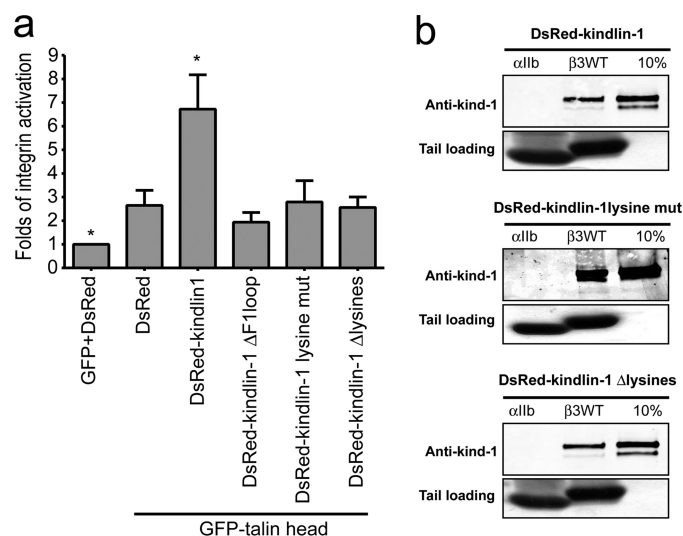 a
Folds of integrin activation
9
8
7
6
5
4
3
2
1
0
*
*
GFP+DsRed
DsRed
DsRed-kindlin1
DsRed-kindlin-1 ΔF1loop
DsRed-kindlin-1 lysine mut
DsRed-kindlin-1 Δlysines
GFP-talin head
b
DsRed-kindlin-1
αIIb β3WT 10%
Anti-kind-1
Tail loading
DsRed-kindlin-1lysine mut
αIIb β3WT 10%
Anti-kind-1
Tail loading
DsRed-kindlin-1 Δlysines
αIIb β3WT 10%
Anti-kind-1
Tail loading